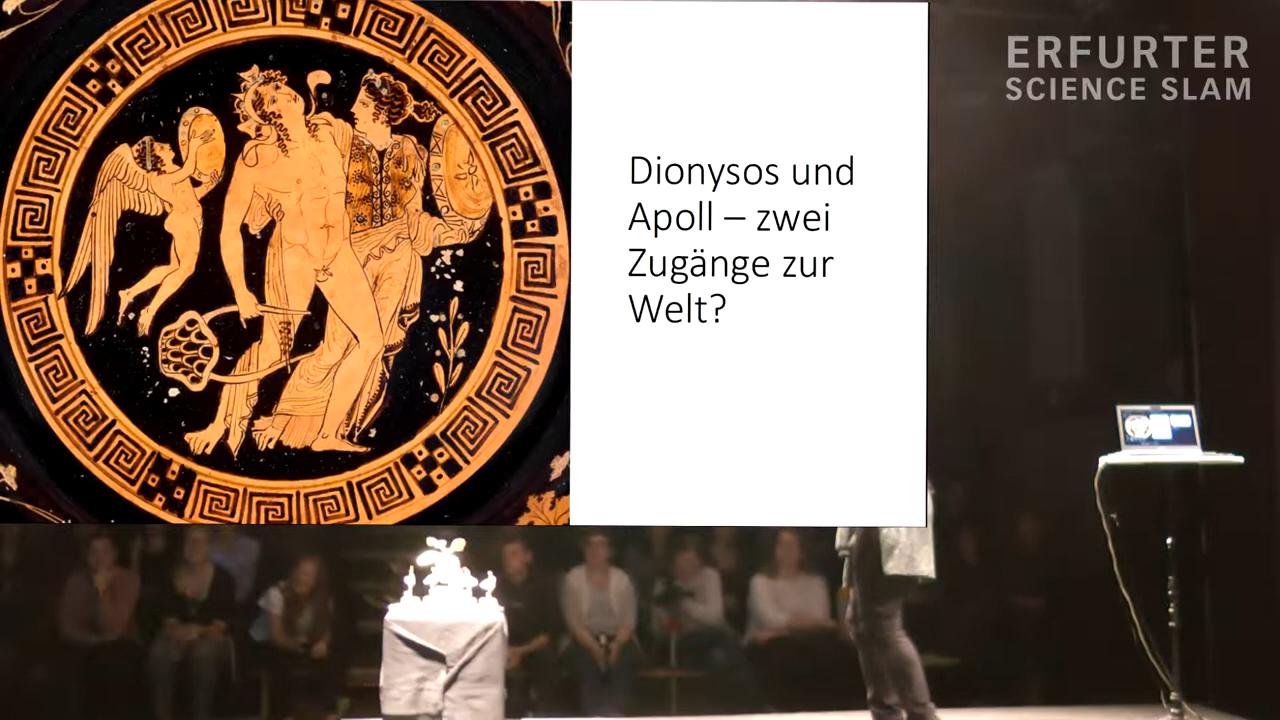 ERFURTER
SCIENCE SLAM
Dionysos und
Apoll – zwei
Zugänge zur
Welt?